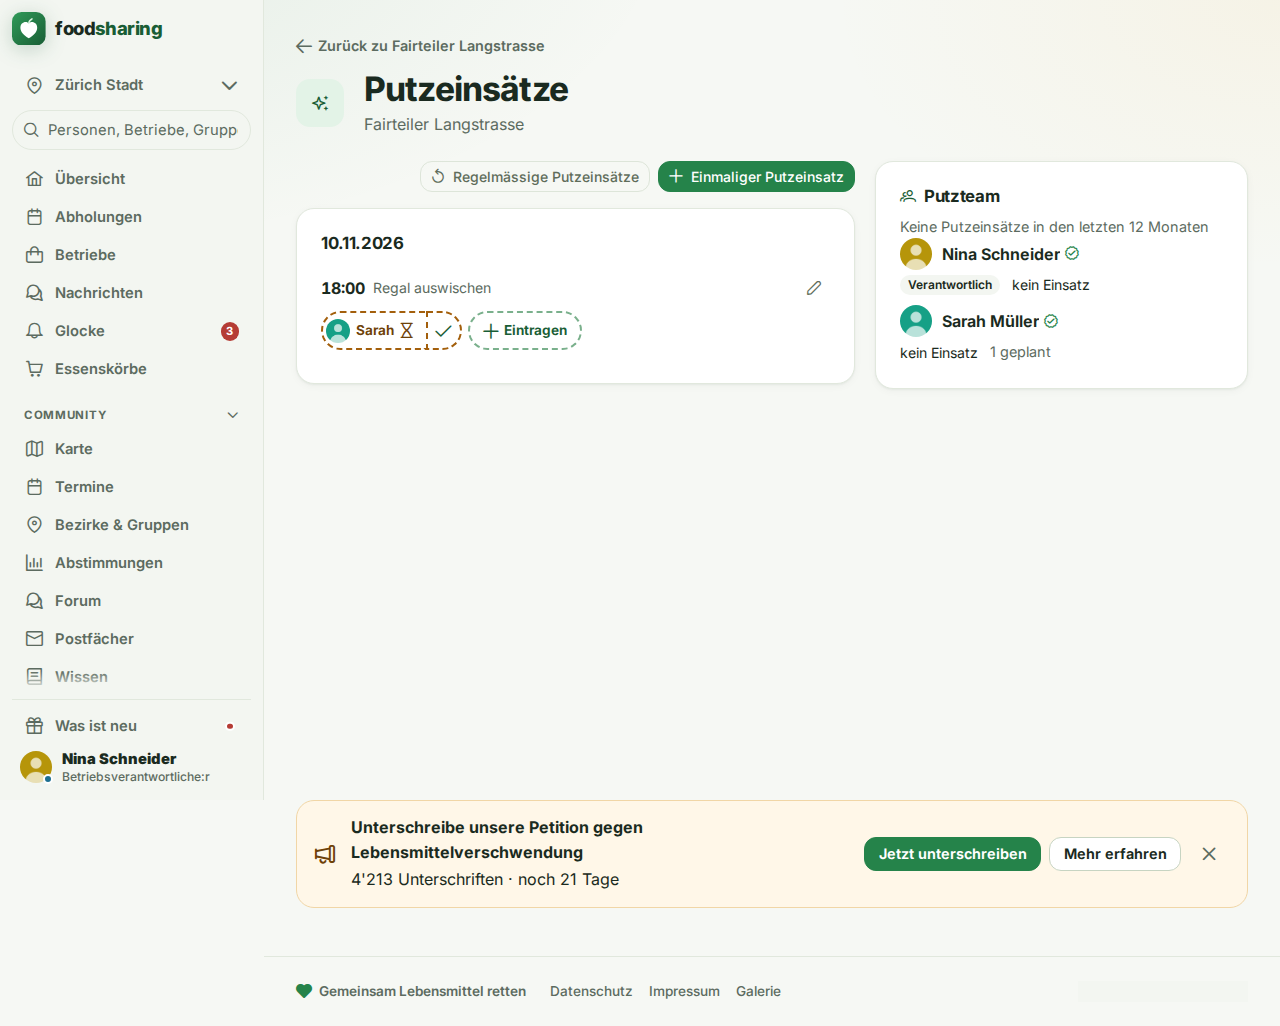 foodsharing
Zürich Stadt
Personen, Betriebe, Grupp
Übersicht
Abholungen
Betriebe
Nachrichten
Glocke
3
Essenskörbe
COMMUNITY
Karte
Termine
Bezirke & Gruppen
Abstimmungen
Forum
Postfächer
Wissen
Was ist neu
Nina Schneider
Betriebsverantwortliche:r
Zurück zu Fairteiler Langstrasse
Putzeinsätze
Fairteiler Langstrasse
Regelmässige Putzeinsätze
Einmaliger Putzeinsatz
10.11.2026
18:00 Regal auswischen
Sarah
Eintragen
Putzteam
Keine Putzeinsätze in den letzten 12 Monaten
Nina Schneider
Verantwortlich kein Einsatz
Sarah Müller
kein Einsatz 1 geplant
Unterschreibe unsere Petition gegen
Lebensmittelverschwendung
4'213 Unterschriften · noch 21 Tage
Jetzt unterschreiben
Mehr erfahren
Gemeinsam Lebensmittel retten
Datenschutz
Impressum
Galerie